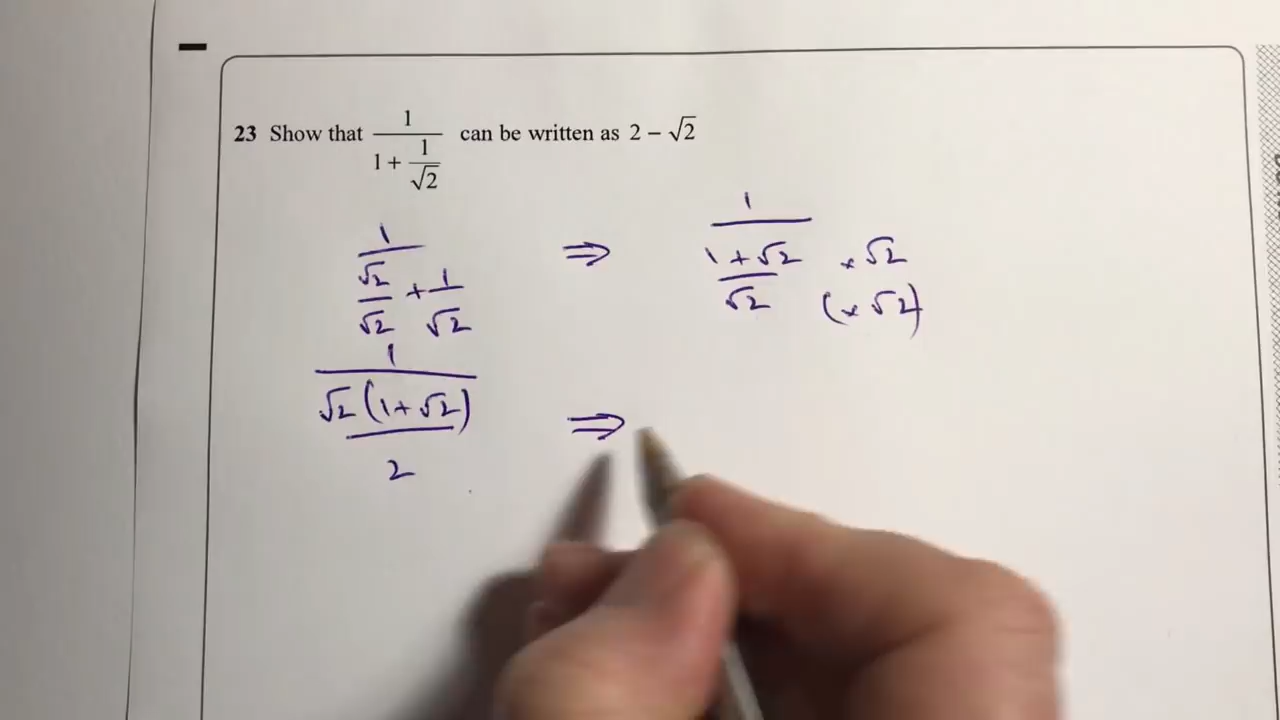 23 Show that 1/(1 + 1/√2) can be written as 2 − √2
1/(√2/√2 + 1/√2) ⇒ 1/((1 + √2)/√2) × √2 (× √2)
1/(√2(1 + √2)/2) ⇒